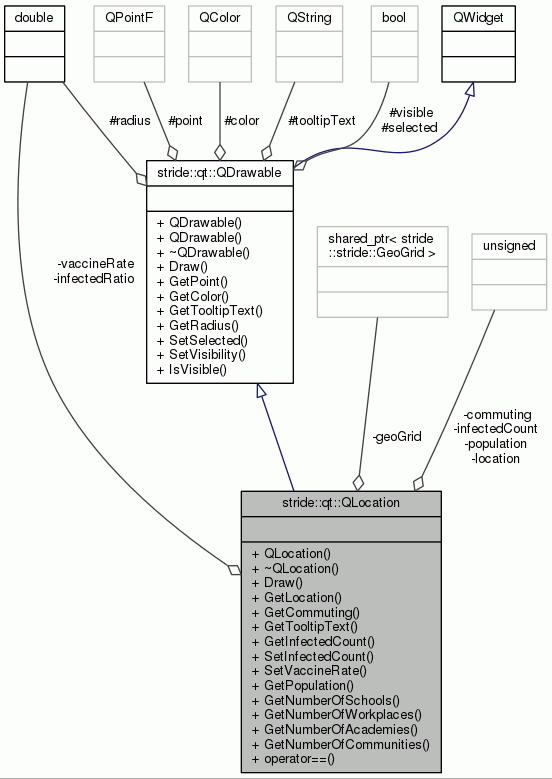 double
QPointF
QColor
QString
bool
QWidget
#radius
#point
#color
#tooltipText
#visible
#selected
stride::qt::QDrawable
+ QDrawable()
+ QDrawable()
+ ~QDrawable()
+ Draw()
+ GetPoint()
+ GetColor()
+ GetTooltipText()
+ GetRadius()
+ SetSelected()
+ SetVisibility()
+ IsVisible()
shared_ptr< stride
::stride::GeoGrid >
unsigned
-vaccineRate
-infectedRatio
-geoGrid
-commuting
-infectedCount
-population
-location
stride::qt::QLocation
+ QLocation()
+ ~QLocation()
+ Draw()
+ GetLocation()
+ GetCommuting()
+ GetTooltipText()
+ GetInfectedCount()
+ SetInfectedCount()
+ SetVaccineRate()
+ GetPopulation()
+ GetNumberOfSchools()
+ GetNumberOfWorkplaces()
+ GetNumberOfAcademies()
+ GetNumberOfCommunities()
+ operator==()